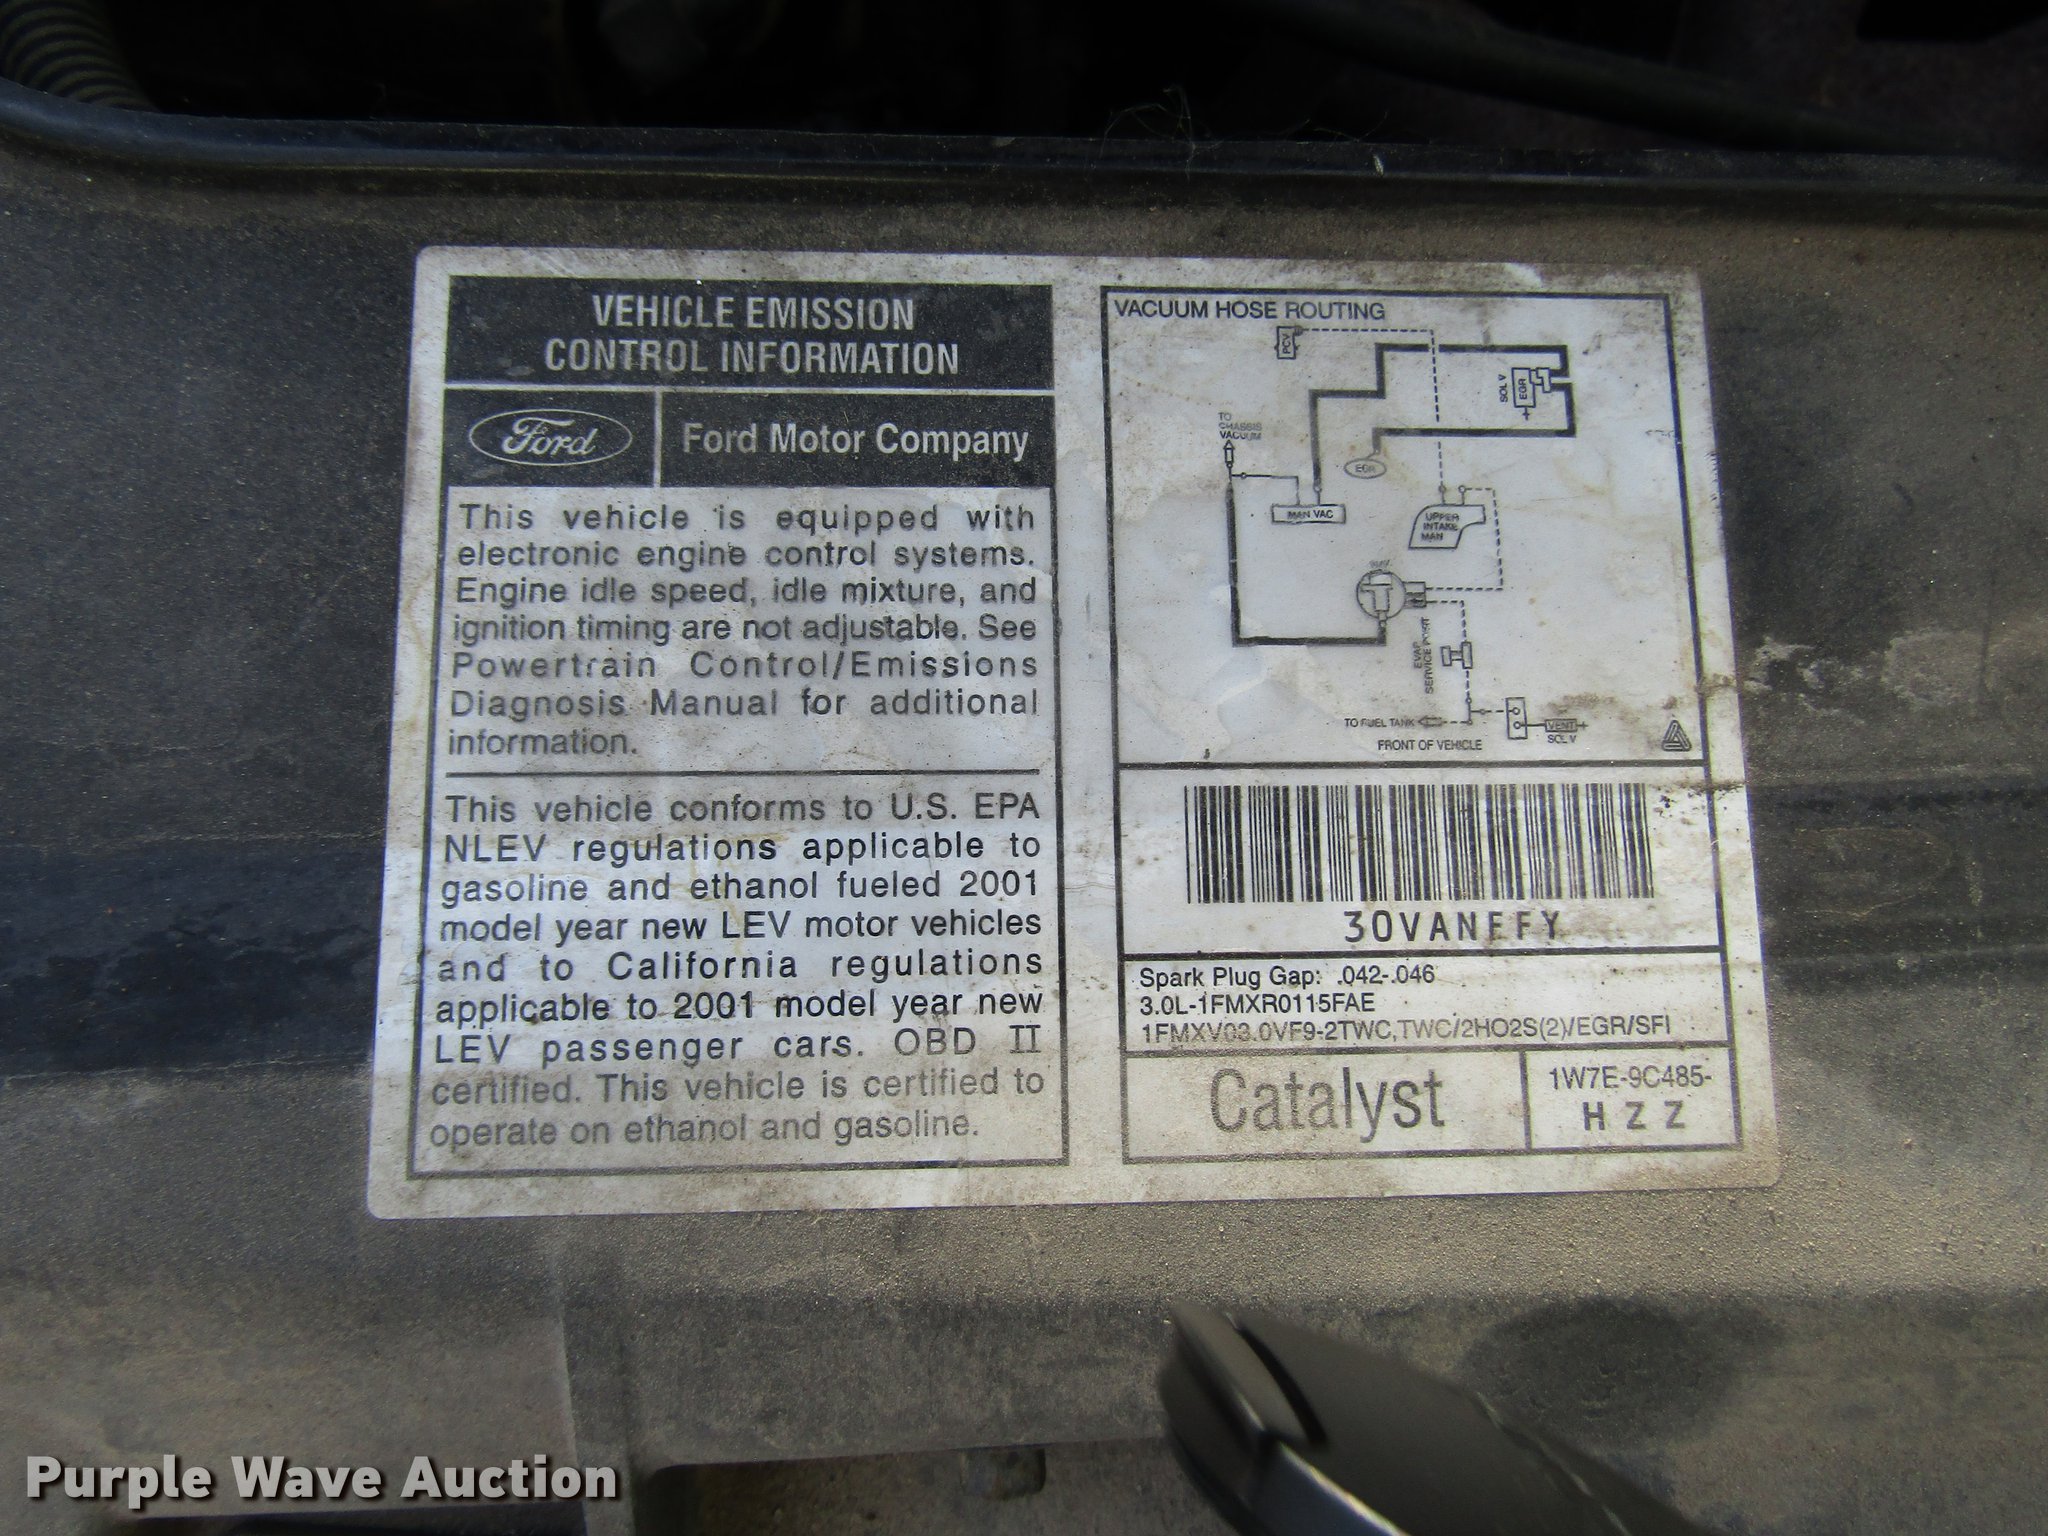 VEHICLE EMISSION
CONTROL INFORMATION
Ford
Ford Motor Company
This vehicle is equipped with
electronic engine control systems.
Engine idle speed, idle mixture, and
ignition timing are not adjustable. See
Powertrain Control/Emissions
Diagnosis Manual for additional
information.
This vehicle conforms to U.S. EPA
NLEV regulations applicable to
gasoline and ethanol fueled 2001
model year new LEV motor vehicles
and to California regulations
applicable to 2001 model year new
LEV passenger cars. OBD II
certified. This vehicle is certified to
operate on ethanol and gasoline.
VACUUM HOSE ROUTING
PCV
SOL V
EGR
TO
CHASSIS
VACUUM
EGR
MAN VAC
UPPER
INTAKE
MAN
EVAP
SERVICE PORT
TO FUEL TANK
VENT
SOL V
FRONT OF VEHICLE
30VANFFY
Spark Plug Gap: .042-.046
3.0L-1FMXR0115FAE
1FMXV03.0VF9-2TWC,TWC/2HO2S(2)/EGR/SFI
Catalyst
1W7E-9C485-
HZZ
Purple Wave Auction